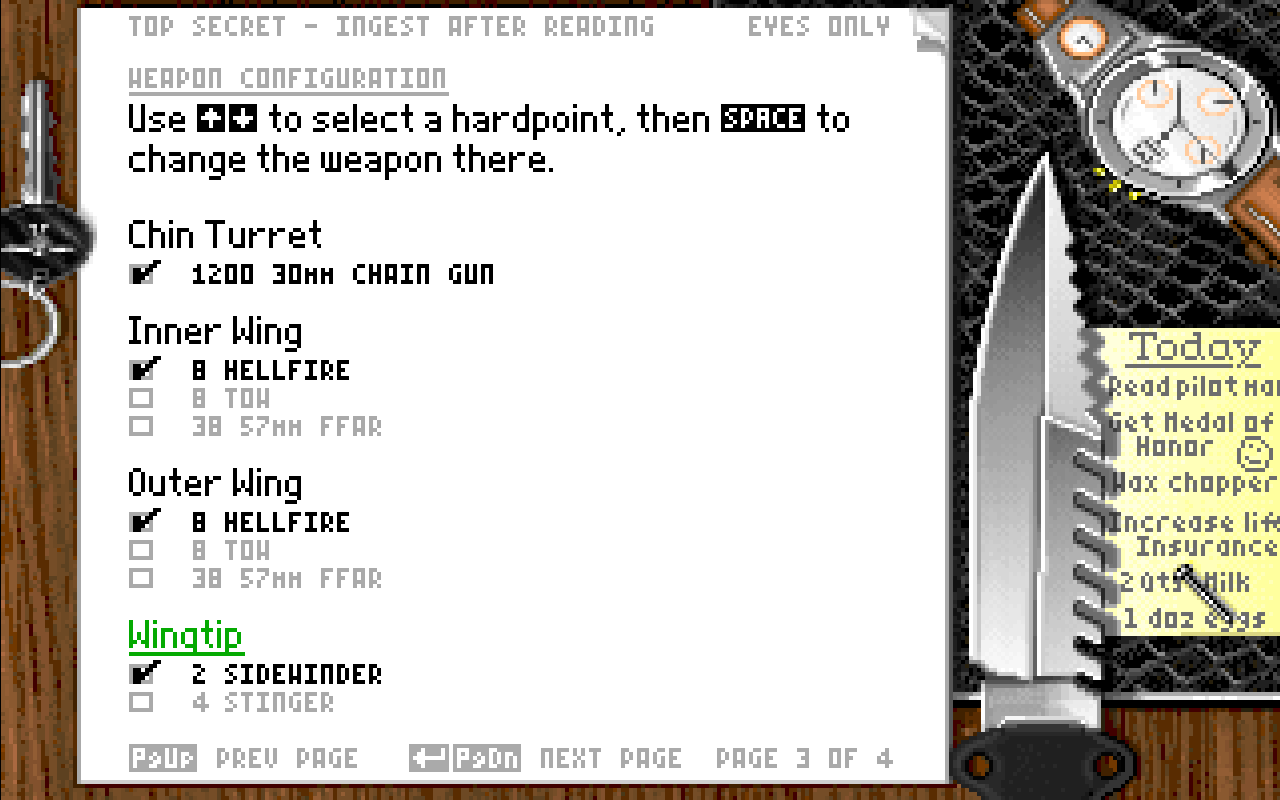 TOP SECRET - INGEST AFTER READING EYES ONLY
WEAPON CONFIGURATION
Use ↑↓ to select a hardpoint, then SPACE to
change the weapon there.
Chin Turret
1200 30MM CHAIN GUN
Inner Wing
8 HELLFIRE
8 TOW
38 57MM FFAR
Outer Wing
8 HELLFIRE
8 TOW
38 57MM FFAR
Wingtip
2 SIDEWINDER
4 STINGER
PgUp PREV PAGE ↵ PgDn NEXT PAGE PAGE 3 OF 4
Today
Read pilot
Get Medal of
Honor
Wax chopper
Increase
Insurance
2 Qts Milk
1 doz eggs